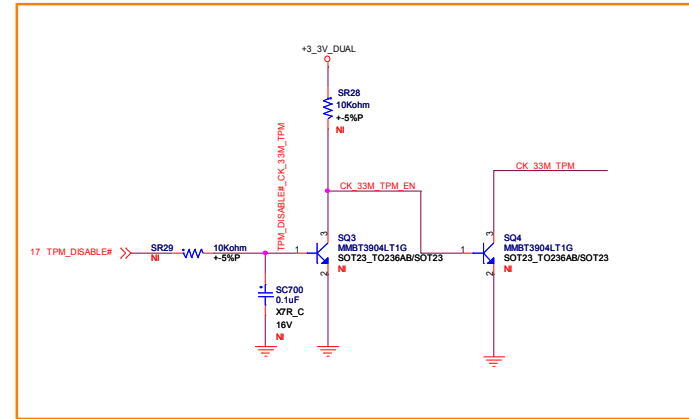 +3_3V_DUAL
SR28
10Kohm
+-5%P
NI
TPM_DISABLE#_CK_33M_TPM
CK_33M_TPM_EN
CK_33M_TPM
17 TPM_DISABLE#
SR29
NI
10Kohm
+-5%P
1
3
2
SQ3
MMBT3904LT1G
SOT23_TO236AB/SOT23
NI
1
3
2
SQ4
MMBT3904LT1G
SOT23_TO236AB/SOT23
NI
SC700
0.1uF
X7R_C
16V
NI